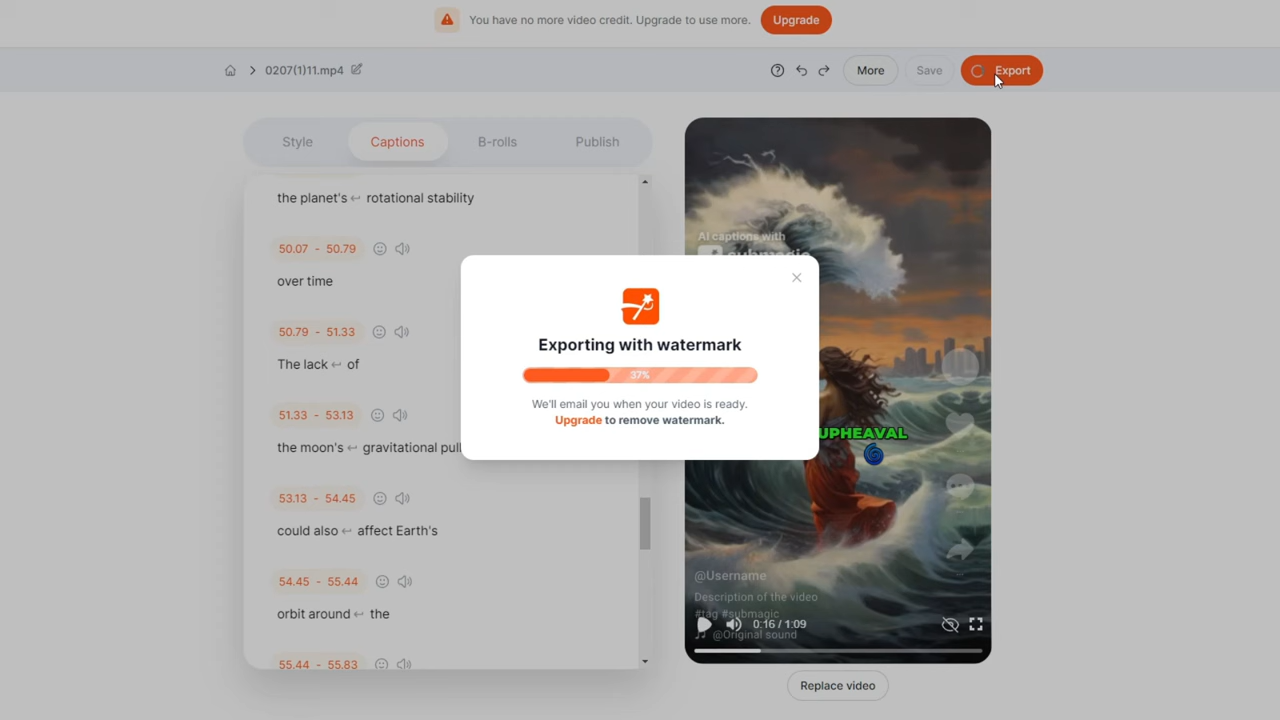 You have no more video credit. Upgrade to use more.
Upgrade
0207(1)11.mp4
More
Save
Export
Style
Captions
B-rolls
Publish
the planet's ↩ rotational stability
50.07 - 50.79
over time
50.79 - 51.33
The lack ↩ of
51.33 - 53.13
the moon's ↩ gravitational pull
53.13 - 54.45
could also ↩ affect Earth's
54.45 - 55.44
orbit around ↩ the
55.44 - 55.83
AI captions with
submagic
Exporting with watermark
37%
We'll email you when your video is ready.
Upgrade to remove watermark.
UPHEAVAL
@Username
Description of the video
#tag #submagic
@Original sound
0:16 / 1:09
Replace video